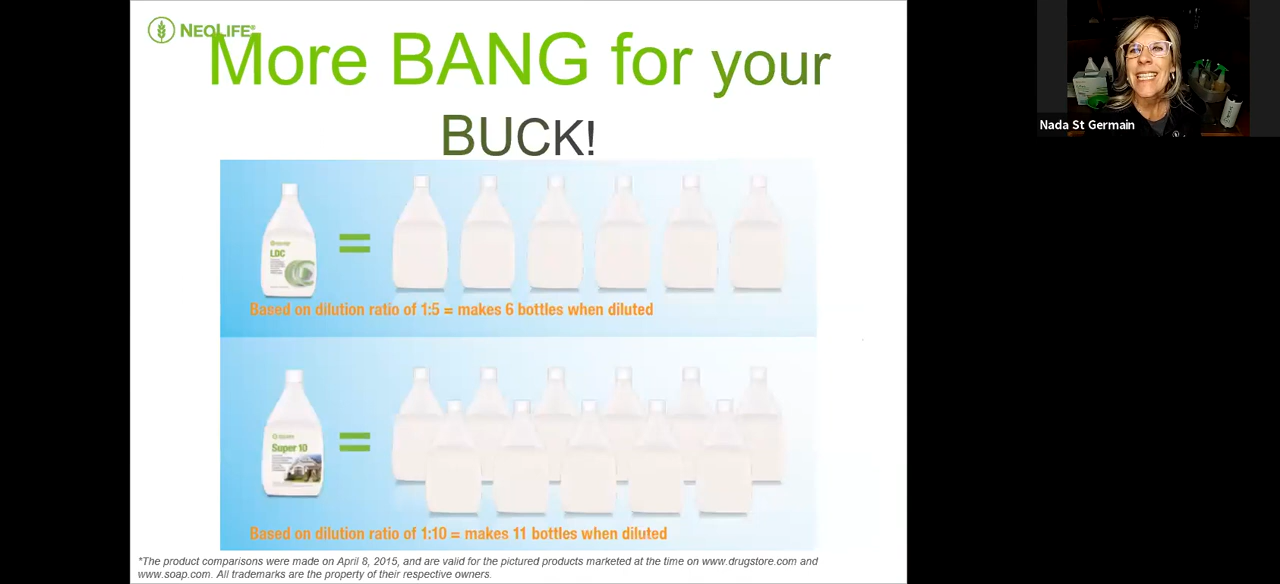 NEOLIFE®
More BANG for your
BUCK!
LDC
Based on dilution ratio of 1:5 = makes 6 bottles when diluted
Super 10
Based on dilution ratio of 1:10 = makes 11 bottles when diluted
*The product comparisons were made on April 8, 2015, and are valid for the pictured products marketed at the time on www.drugstore.com and
www.soap.com. All trademarks are the property of their respective owners.
Nada St Germain